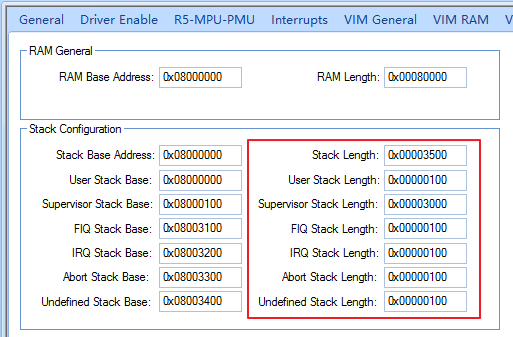 General Driver Enable R5-MPU-PMU Interrupts VIM General VIM RAM V
RAM General
RAM Base Address: 0x08000000 RAM Length: 0x00080000
Stack Configuration
Stack Base Address: 0x08000000 Stack Length: 0x00003500
User Stack Base: 0x08000000 User Stack Length: 0x00000100
Supervisor Stack Base: 0x08000100 Supervisor Stack Length: 0x00003000
FIQ Stack Base: 0x08003100 FIQ Stack Length: 0x00000100
IRQ Stack Base: 0x08003200 IRQ Stack Length: 0x00000100
Abort Stack Base: 0x08003300 Abort Stack Length: 0x00000100
Undefined Stack Base: 0x08003400 Undefined Stack Length: 0x00000100